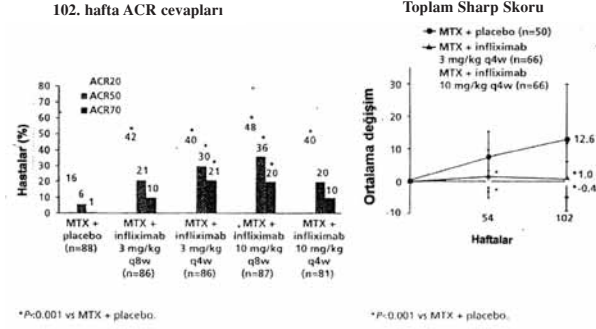 102. hafta ACR cevapları
ACR20
ACR50
ACR70
Hastalar (%)
80
70
60
50
40
30
20
10
0
16
6
1
*
42
21
10
*
40
*
30
*
21
*
48
*
36
*
20
*
40
20
10
MTX +
placebo
(n=88)
MTX +
infliximab
3 mg/kg
q8w
(n=86)
MTX +
infliximab
3 mg/kg
q4w
(n=86)
MTX +
infliximab
10 mg/kg
q8w
(n=87)
MTX +
infliximab
10 mg/kg
q4w
(n=81)
*P<0.001 vs MTX + placebo.
Toplam Sharp Skoru
MTX + placebo (n=50)
MTX + infliximab
3 mg/kg q4w (n=66)
MTX + infliximab
10 mg/kg q4w (n=66)
Ortalama değişim
30
20
10
0
-10
12.6
*1.0
*-0.4
*
*
54
102
Haftalar
*P<0.001 vs MTX + placebo.